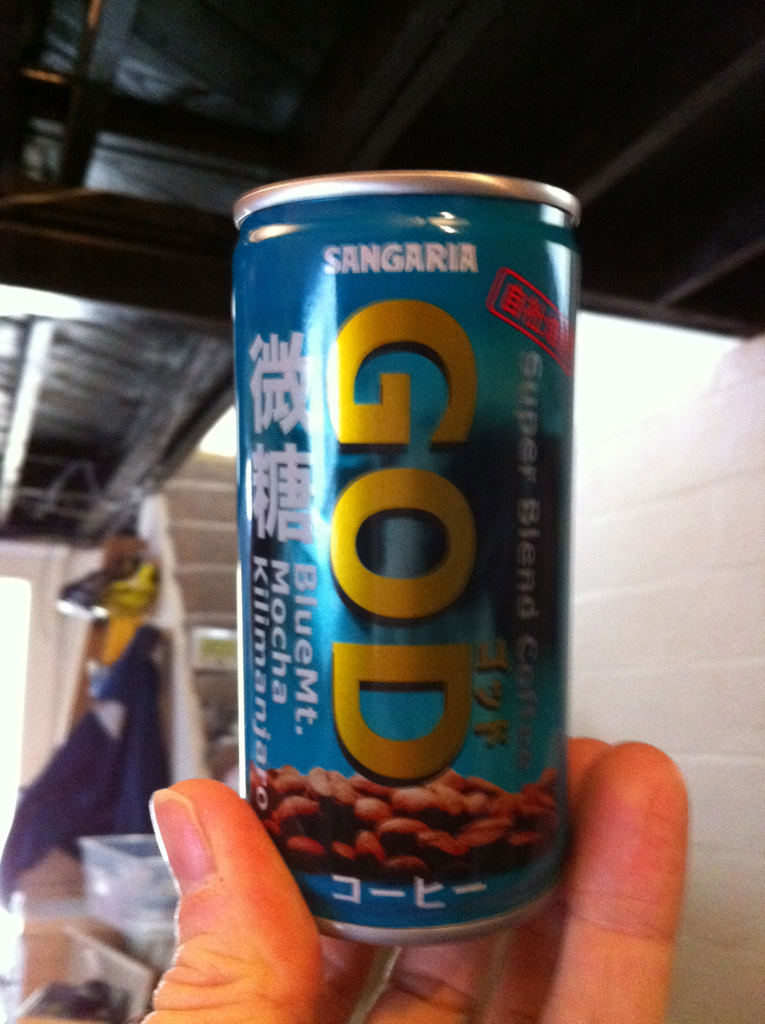 SANGARIA
GOD
ゴッド
Super Blend Coffee
微糖
BlueMt.
Mocha
Kilimanjaro
コーヒー